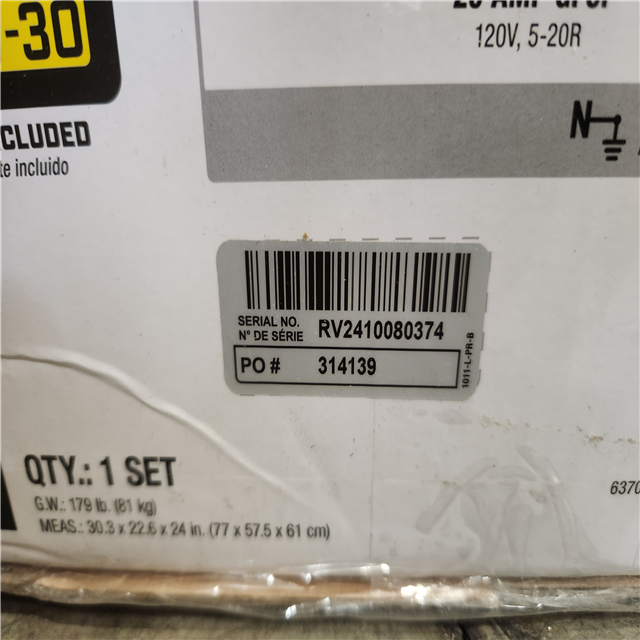 -30
120V, 5-20R
N
CLUDED
te incluido
SERIAL NO.
N° DE SÉRIE RV2410080374
PO # 314139
1011-L-PR-B
QTY.: 1 SET
G.W.: 179 lb. (81 kg)
MEAS.: 30.3 x 22.6 x 24 in. (77 x 57.5 x 61 cm)
6370